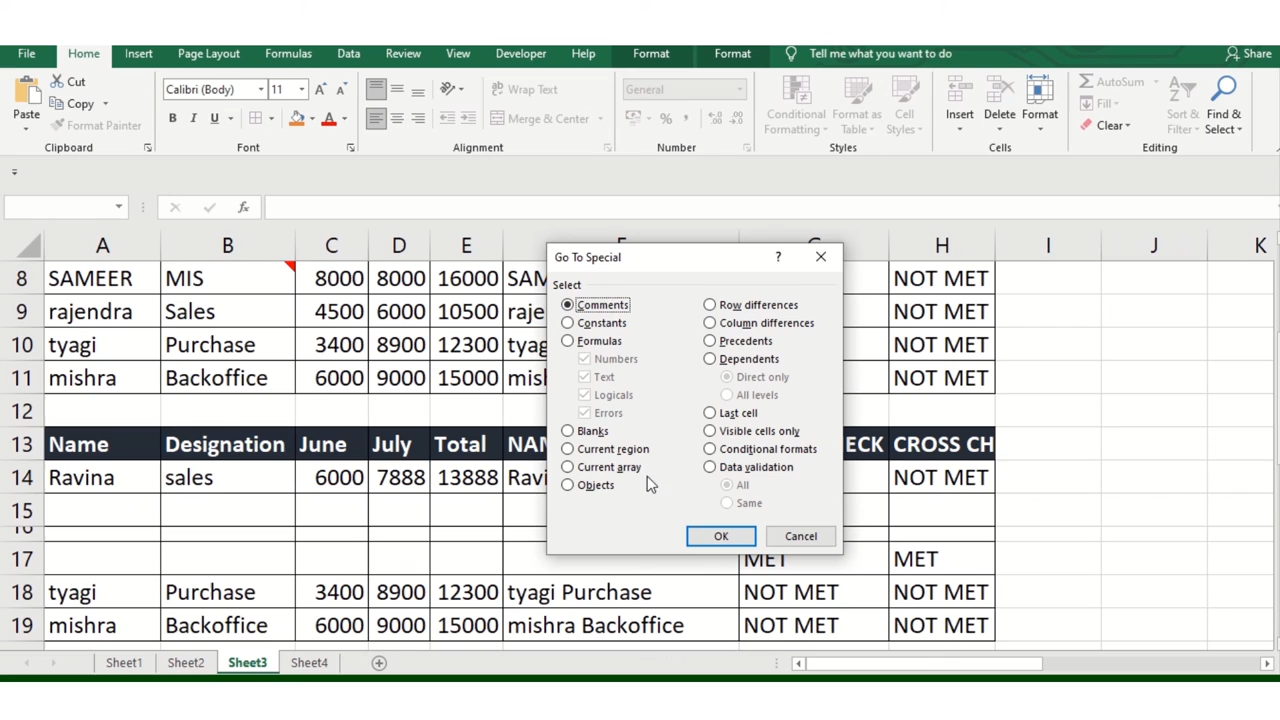 File Home Insert Page Layout Formulas Data Review View Developer Help Format Format Tell me what you want to do Share
Paste Cut
Copy
Format Painter
Calibri (Body) 11 A A
B I U A
ab Wrap Text
Merge & Center
General
% ,
Conditional Formatting
Format as Table
Cell Styles
Insert Delete Format
AutoSum
Fill
Clear
Sort & Filter
Find & Select
Clipboard Font Alignment Number Styles Cells Editing
fx
A B C D E H I J K
8 SAMEER MIS 8000 8000 16000 NOT MET
9 rajendra Sales 4500 6000 10500 raje NOT MET
10 tyagi Purchase 3400 8900 12300 NOT MET
11 mishra Backoffice 6000 9000 15000 NOT MET
12
13 Name Designation June July Total CROSS CH
14 Ravina sales 6000 7888 13888 NOT MET
15
17 MET MET
18 tyagi Purchase 3400 8900 12300 tyagi Purchase NOT MET NOT MET
19 mishra Backoffice 6000 9000 15000 mishra Backoffice NOT MET NOT MET
Sheet1 Sheet2 Sheet3 Sheet4
Go To Special ?
Select
Comments Row differences
Constants Column differences
Formulas Precedents
Numbers Dependents
Text Direct only
Logicals All levels
Errors Last cell
Blanks Visible cells only
Current region Conditional formats
Current array Data validation
Objects All
Same
OK Cancel